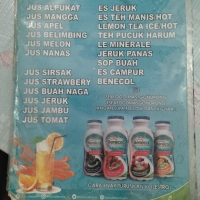 JUS ALPUKAT
JUS MANGGA
JUS APEL
JUS BELIMBING
JUS MELON
JUS NANAS
JUS SIRSAK
JUS STRAWBERY
JUS BUAH NAGA
JUS JERUK
JUS JAMBU
JUS TOMAT
ES JERUK
ES TEH MANIS HOT
LEMON TEA ICE HOT
TEH PUCUK HARUM
LE MINERALE
JERUK PANAS
SOP BUAH
ES CAMPUR
BENECOL